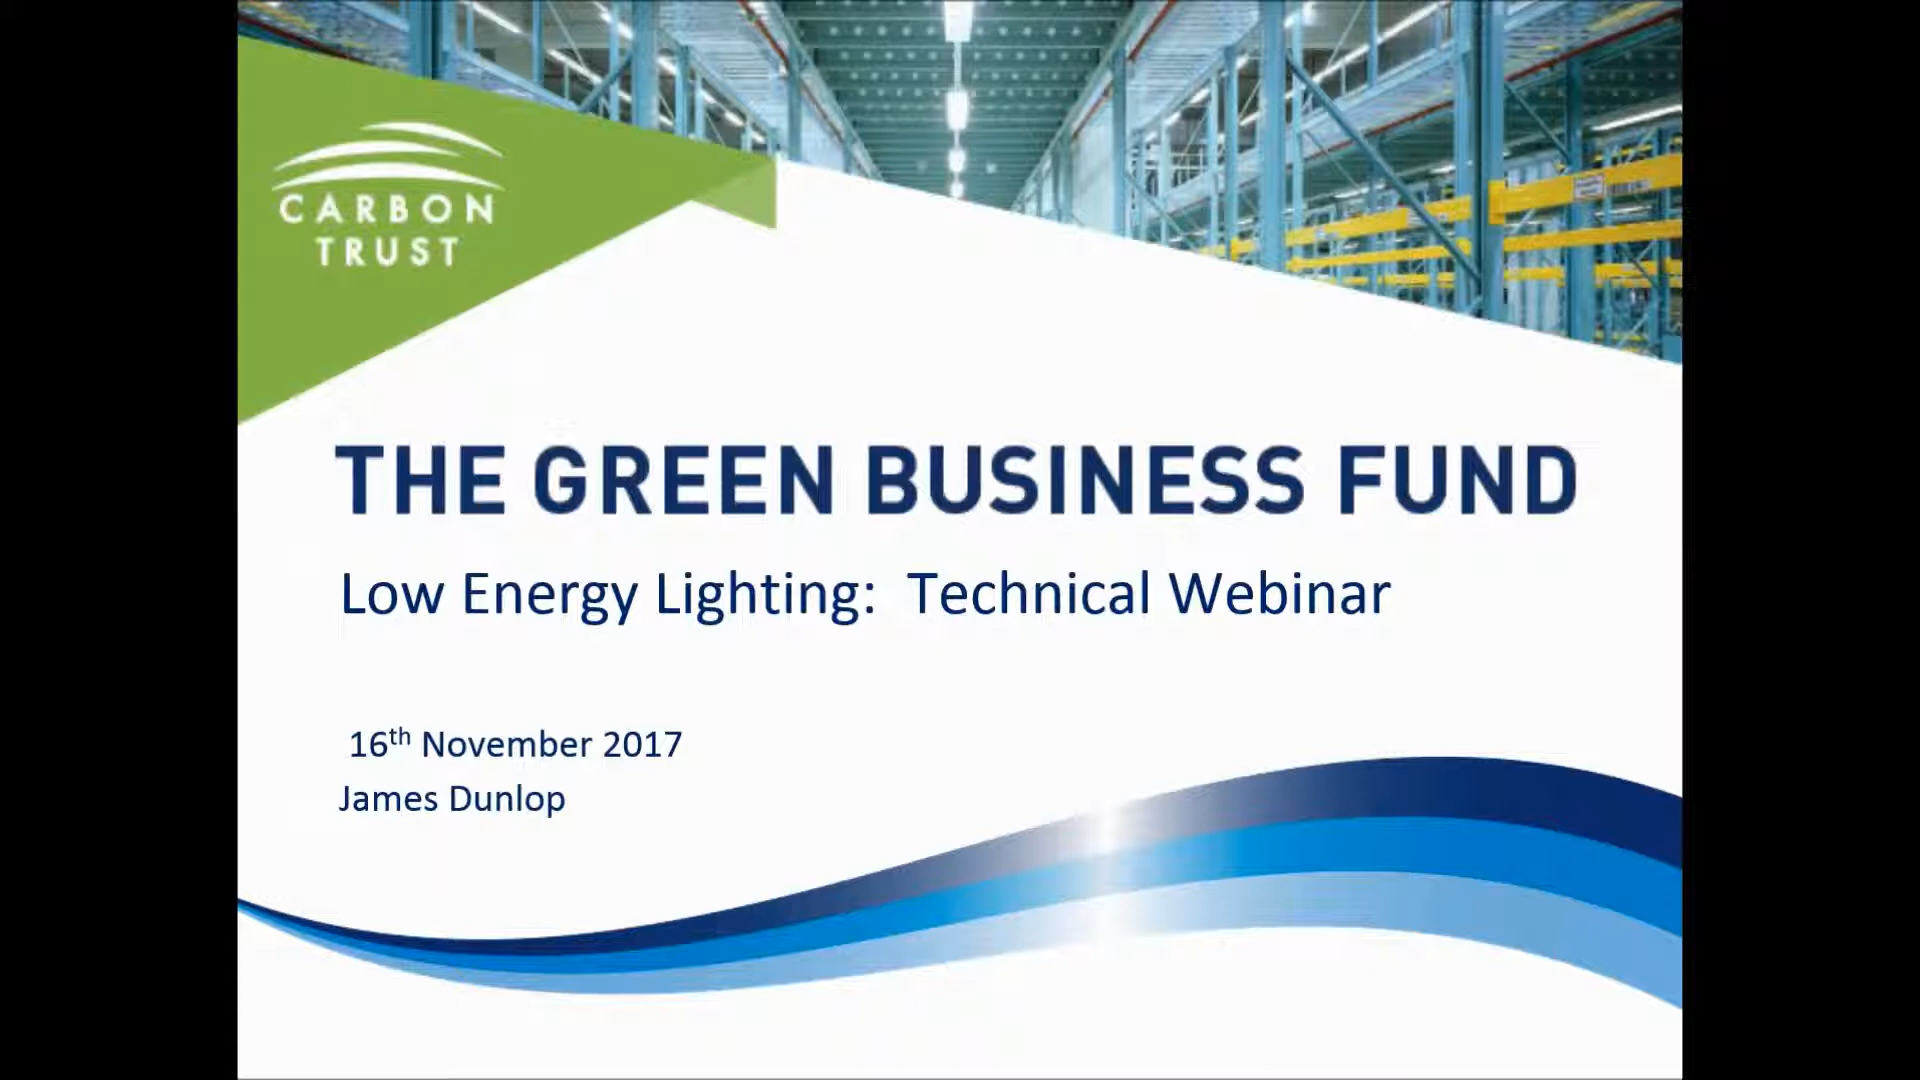 CARBON
TRUST
THE GREEN BUSINESS FUND
Low Energy Lighting:  Technical Webinar
16th November 2017
James Dunlop